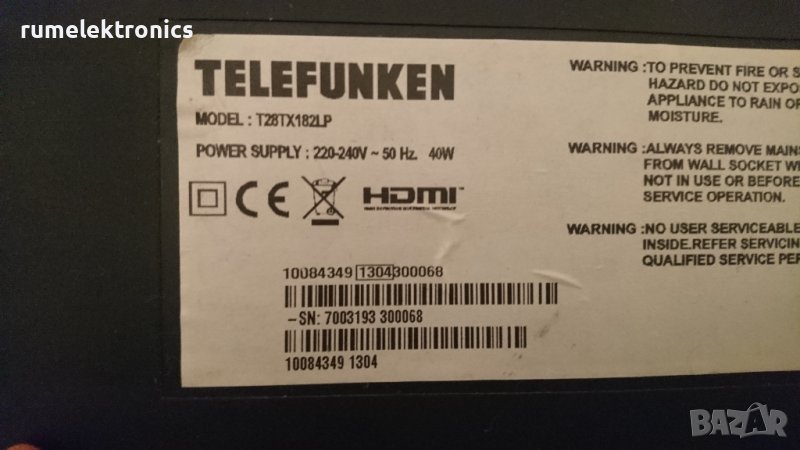 rumelektronics
TELEFUNKEN
MODEL : T28TX182LP
POWER SUPPLY : 220-240V ~ 50 Hz. 40W
CE HDMI
WARNING :TO PREVENT FIRE OR S
HAZARD DO NOT EXPO
APPLIANCE TO RAIN OR
MOISTURE.
WARNING :ALWAYS REMOVE MAINS
FROM WALL SOCKET WH
NOT IN USE OR BEFORE
SERVICE OPERATION.
WARNING :NO USER SERVICEABLE
INSIDE.REFER SERVICING
QUALIFIED SERVICE PER
10084349 1304 300068
–SN: 7003193 300068
10084349 1304
BAZAR